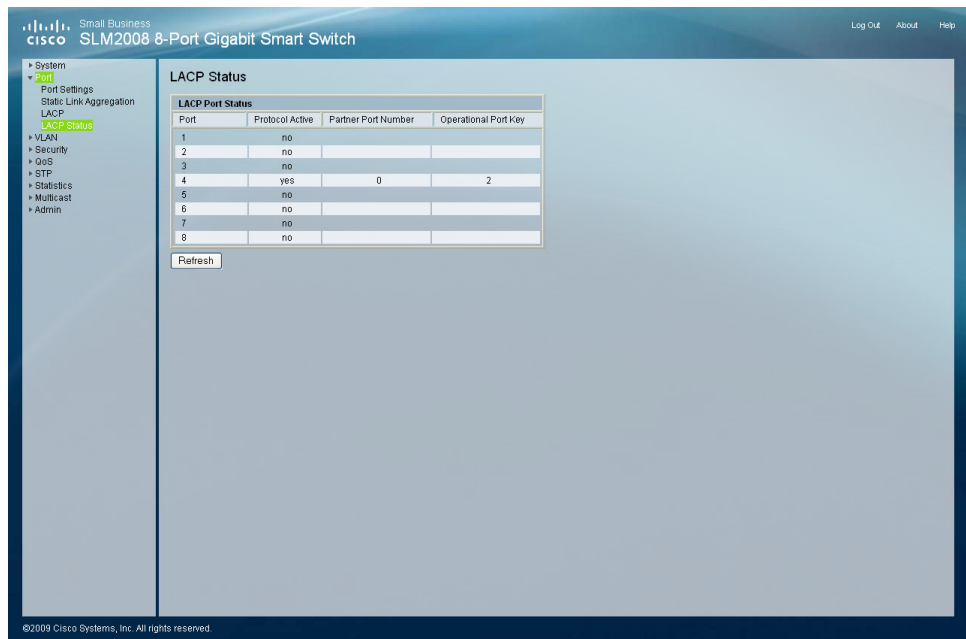 Small Business
cisco SLM2008 8-Port Gigabit Smart Switch
Log Out About Help
System
Port
Port Settings
Static Link Aggregation
LACP
LACP Status
VLAN
Security
QoS
STP
Statistics
Multicast
Admin
LACP Status
LACP Port Status
Port Protocol Active Partner Port Number Operational Port Key
1 no
2 no
3 no
4 yes 0 2
5 no
6 no
7 no
8 no
Refresh
©2009 Cisco Systems, Inc. All rights reserved.